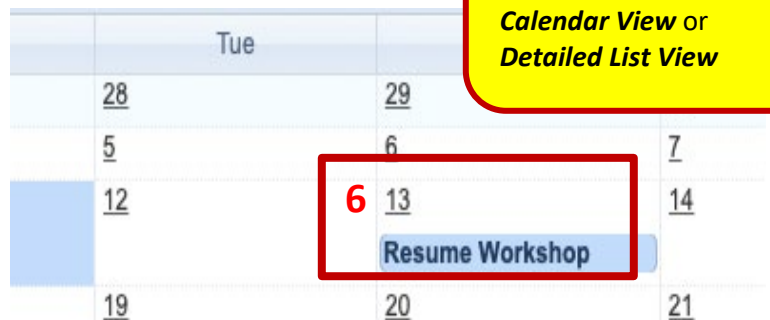 Calendar View or
Detailed List View
Tue
28 29
5 6 7
12 6 13 14
Resume Workshop
19 20 21